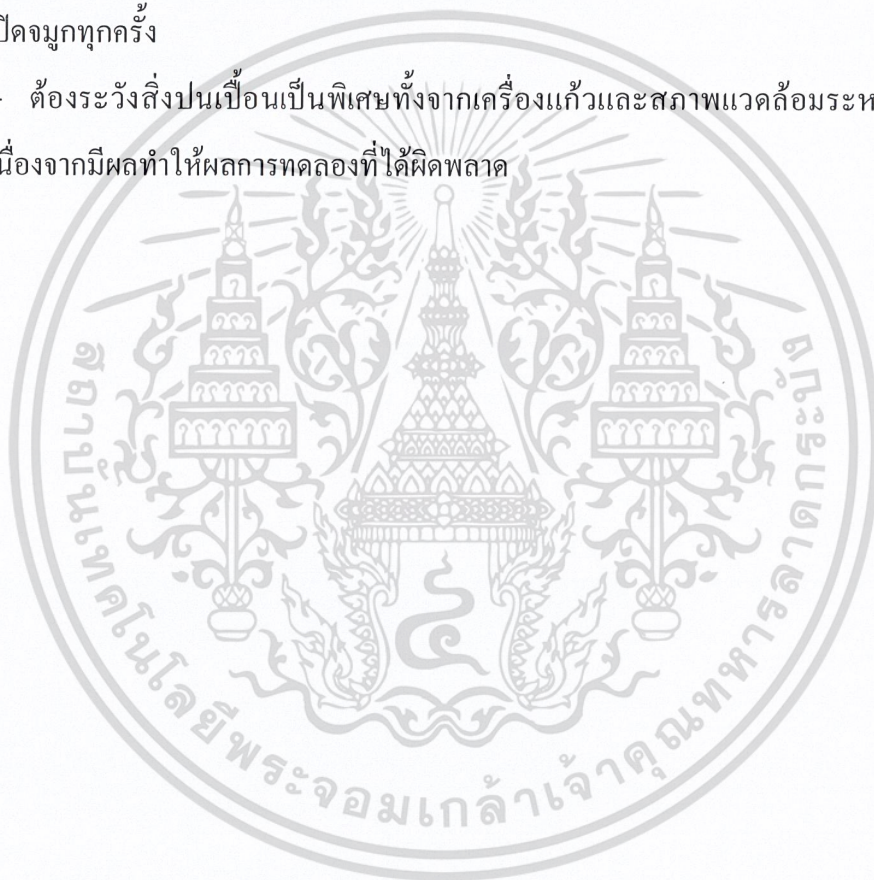 ปิดจมูกทุกครั้ง
- ต้องระวังสิ่งปนเปื้อนเป็นพิเศษทั้งจากเครื่องแก้วและสภาพแวดล้อมระห
นื่องจากมีผลทำให้ผลการทดลองที่ได้ผิดพลาด
สถาบันเทคโนโลยีพระจอมเกล้าเจ้าคุณทหารลาดกระบัง
๔